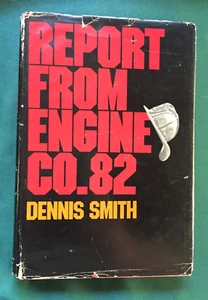 REPORT
FROM
ENGINE
CO.82
DENNIS SMITH